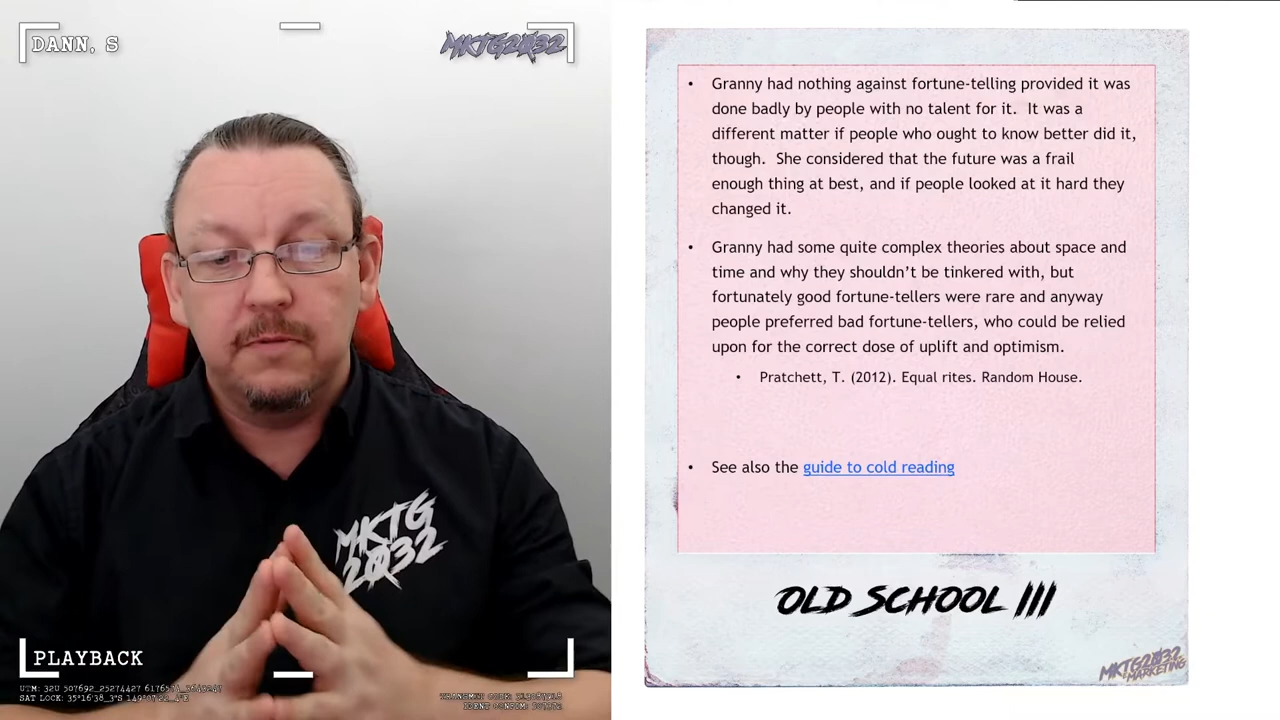 DANN, S
MKTG2032
Granny had nothing against fortune-telling provided it was
done badly by people with no talent for it. It was a
different matter if people who ought to know better did it,
though. She considered that the future was a frail
enough thing at best, and if people looked at it hard they
changed it.
Granny had some quite complex theories about space and
time and why they shouldn't be tinkered with, but
fortunately good fortune-tellers were rare and anyway
people preferred bad fortune-tellers, who could be relied
upon for the correct dose of uplift and optimism.
Pratchett, T. (2012). Equal rites. Random House.
See also the guide to cold reading
MKTG
2032
OLD SCHOOL III
PLAYBACK
MKTG2032
MARKETING